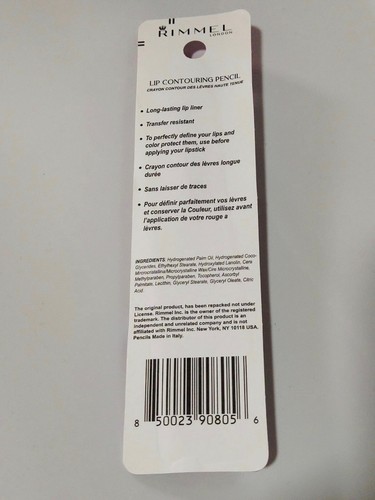 RIMMEL
LONDON
LIP CONTOURING PENCIL
CRAYON CONTOUR DES LÈVRES HAUTE TENUE
• Long-lasting lip liner
• Transfer resistant
• To perfectly define your lips and
color protect them, use before
applying your lipstick
• Crayon contour des lèvres longue
durée
• Sans laisser de traces
• Pour définir parfaitement vos lèvres
et conserver la Couleur, utilisez avant
l'application de votre rouge a
lèvres.
INGREDIENTS: Hydrogenated Palm Oil, Hydrogenated Coco-
Glycerides, Ethylhexyl Stearate, Hydroxylated Lanolin, Cera
Mircrocristallina/Microcrystalline Wax/Cire Microcrystalline,
Methylparaben, Propylparaben, Tocopherol, Ascorbyl
Palmitate, Lecithin, Glyceryl Stearate, Glyceryl Oleate, Citric
Acid.
The original product, has been repacked not under
License. Rimmel Inc. is the owner of the registered
trademark. The distributor of this product is an
independent and unrelated company and is not
affiliated with Rimmel Inc. New York, NY 10118 USA.
Pencils Made in Italy.
8 50023 90805 6